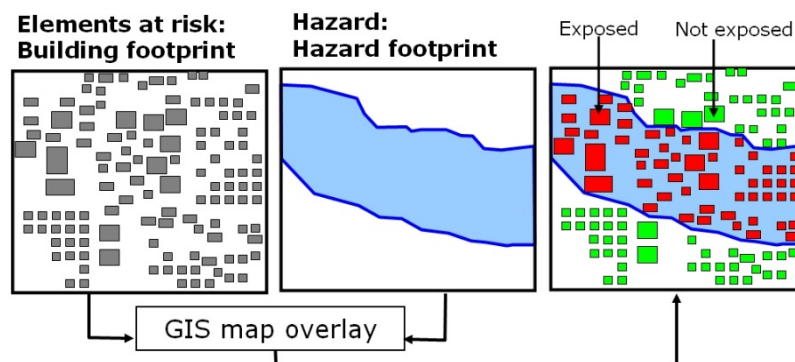 Elements at risk:
Building footprint
Hazard:
Hazard footprint
Exposed
Not exposed
GIS map overlay